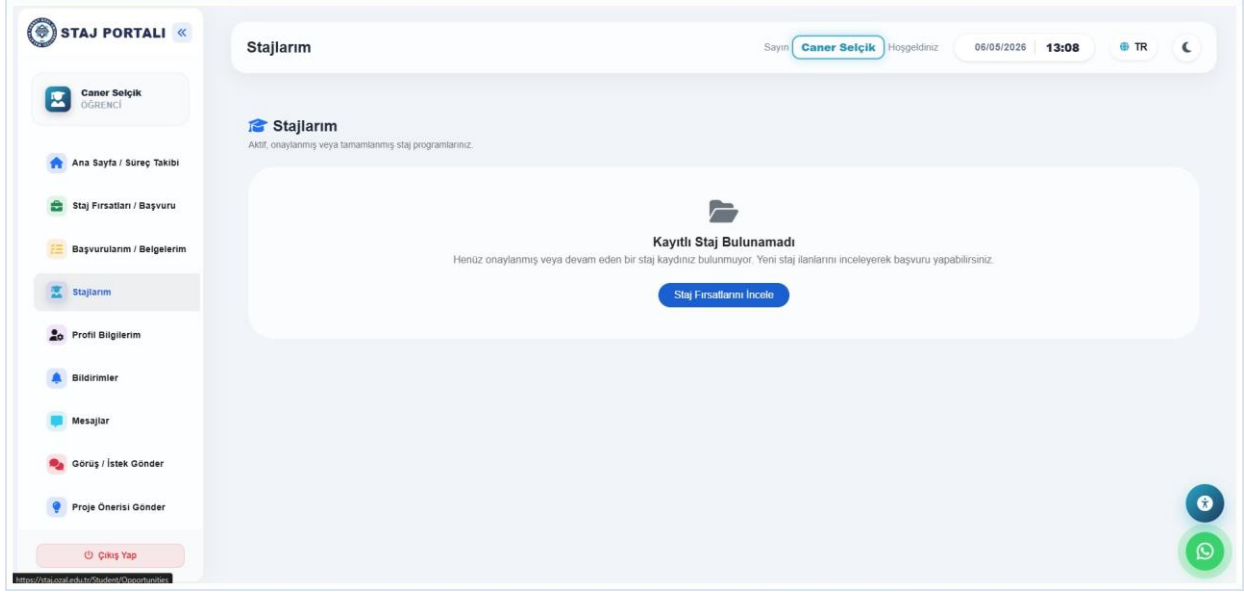 STAJ PORTALI
Stajlarım
Sayın Caner Selçik Hoşgeldiniz
06/05/2026 13:08
TR
Caner Selçik
ÖĞRENCİ
Ana Sayfa / Süreç Takibi
Staj Fırsatları / Başvuru
Başvurularım / Belgelerim
Stajlarım
Profil Bilgilerim
Bildirimler
Mesajlar
Görüş / İstek Gönder
Proje Önerisi Gönder
Çıkış Yap
https://staj.ozal.edu.tr/Student/Opportunities
Stajlarım
Aktif, onaylanmış veya tamamlanmış staj programlarınız.
Kayıtlı Staj Bulunamadı
Henüz onaylanmış veya devam eden bir staj kaydınız bulunmuyor. Yeni staj ilanlarını inceleyerek başvuru yapabilirsiniz.
Staj Fırsatlarını İncele